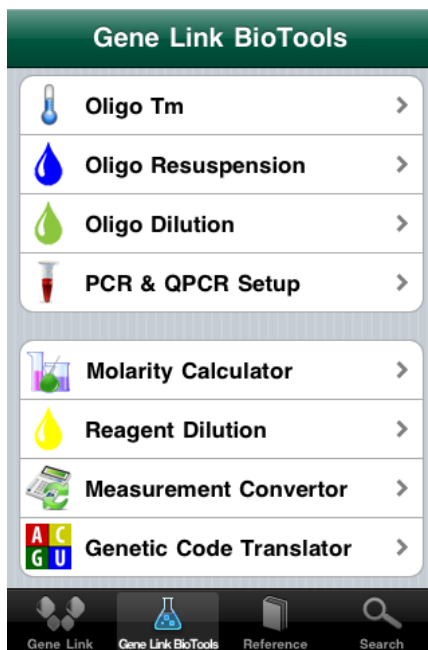 Gene Link BioTools
Oligo Tm
Oligo Resuspension
Oligo Dilution
PCR & QPCR Setup
Molarity Calculator
Reagent Dilution
Measurement Convertor
A C
G U
Genetic Code Translator
Gene Link
Gene Link BioTools
Reference
Search